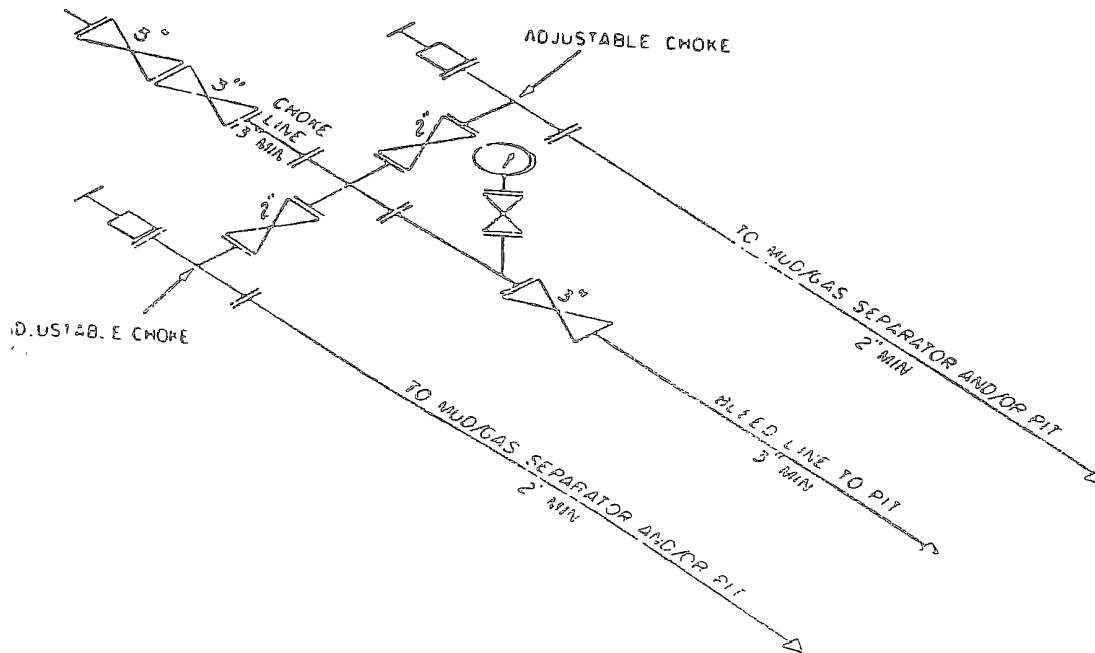 3"
3"
CHOKE
LINE
3" MIN
ADJUSTABLE CHOKE
2"
2"
ADJUSTABLE CHOKE
3"
TO MUD/GAS SEPARATOR AND/OR PIT
2" MIN
BLEED LINE TO PIT
3" MIN
TO MUD/GAS SEPARATOR AND/OR PIT
2" MIN